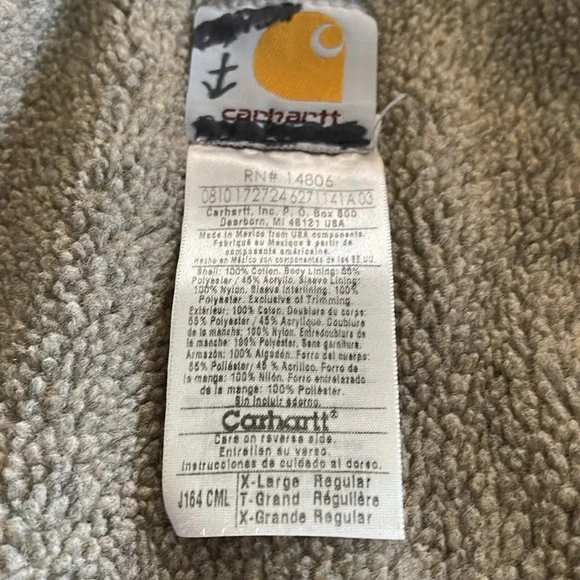 carhartt
RN# 14806
0810 172724 6271141A 03
Carhartt, Inc. P. O. Box 600
Dearborn, MI 48121 USA
Made in Mexico from USA components.
Fabriqué au Mexique à partir de
composants américains.
Hecho en México con componentes de los EE.UU.
Shell: 100% Cotton. Body Lining: 55%
Polyester / 45% Acrylic. Sleeve Lining:
100% Nylon. Sleeve Interlining: 100%
Polyester. Exclusive of Trimming.
Extérieur: 100% Coton. Doublure du corps:
55% Polyester / 45% Acrylique. Doublure
de la manche: 100% Nylon. Entredoublure de
la manche: 100% Polyester. Sans garniture.
Armazón: 100% Algodón. Forro del cuerpo:
55% Poliéster / 45 % Acrílico. Forro de
la manga: 100% Nilón. Forro entrelazado
de la manga: 100% Poliéster.
Sin incluir adorno.
Carhartt®
Care on reverse side.
Entretien au verso.
Instrucciones de cuidado al dorso.
J164 CML
X-Large Regular
T-Grand Régulière
X-Grande Regular